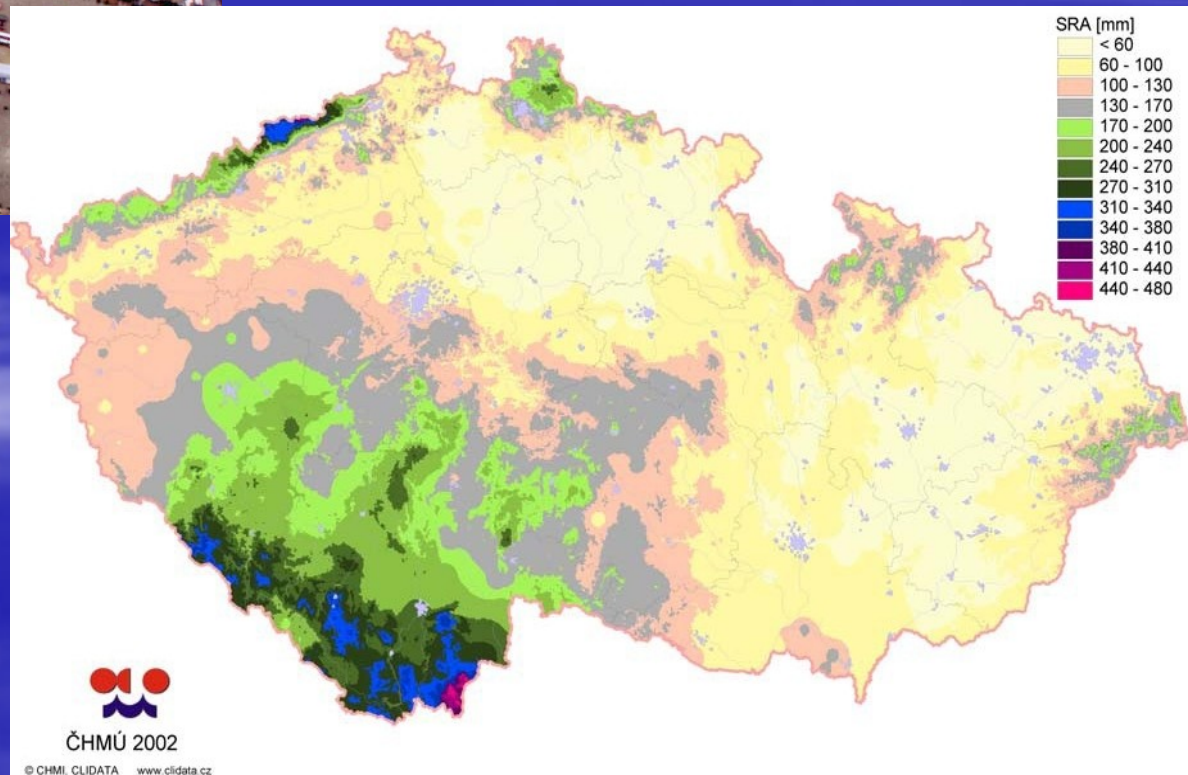 SRA [mm]
< 60
60 - 100
100 - 130
130 - 170
170 - 200
200 - 240
240 - 270
270 - 310
310 - 340
340 - 380
380 - 410
410 - 440
440 - 480
ČHMÚ 2002
© CHMI, CLIDATA www.clidata.cz